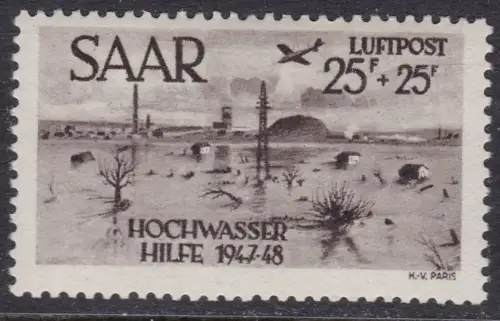 SAAR
LUFTPOST
25F + 25F
HOCHWASSER
HILFE 1947-48
H.-V. PARIS